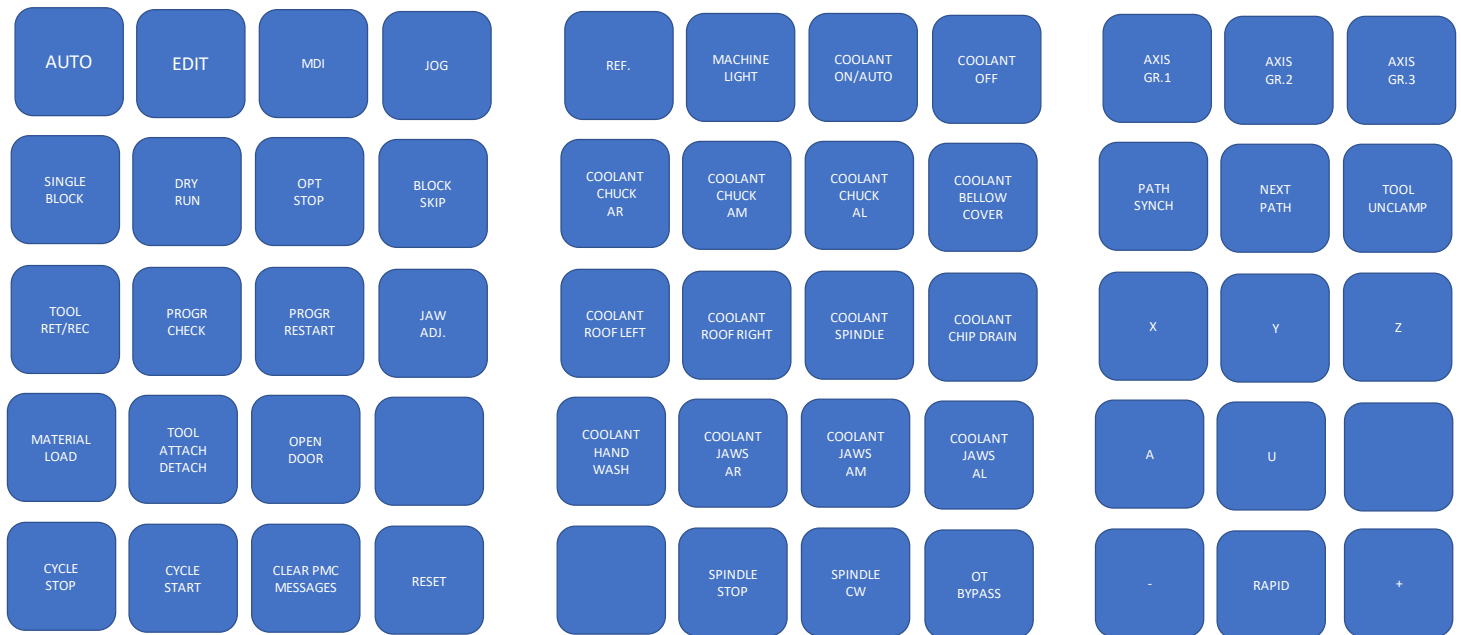 AUTO
EDIT
MDI
JOG
REF.
MACHINE
LIGHT
COOLANT
ON/AUTO
COOLANT
OFF
AXIS
GR.1
AXIS
GR.2
AXIS
GR.3
SINGLE
BLOCK
DRY
RUN
OPT
STOP
BLOCK
SKIP
COOLANT
CHUCK
AR
COOLANT
CHUCK
AM
COOLANT
CHUCK
AL
COOLANT
BELLOW
COVER
PATH
SYNCH
NEXT
PATH
TOOL
UNCLAMP
TOOL
RET/REC
PROGR
CHECK
PROGR
RESTART
JAW
ADJ.
COOLANT
ROOF LEFT
COOLANT
ROOF RIGHT
COOLANT
SPINDLE
COOLANT
CHIP DRAIN
X
Y
Z
MATERIAL
LOAD
TOOL
ATTACH
DETACH
OPEN
DOOR
COOLANT
HAND
WASH
COOLANT
JAWS
AR
COOLANT
JAWS
AM
COOLANT
JAWS
AL
A
U
CYCLE
STOP
CYCLE
START
CLEAR PMC
MESSAGES
RESET
SPINDLE
STOP
SPINDLE
CW
OT
BYPASS
-
RAPID
+